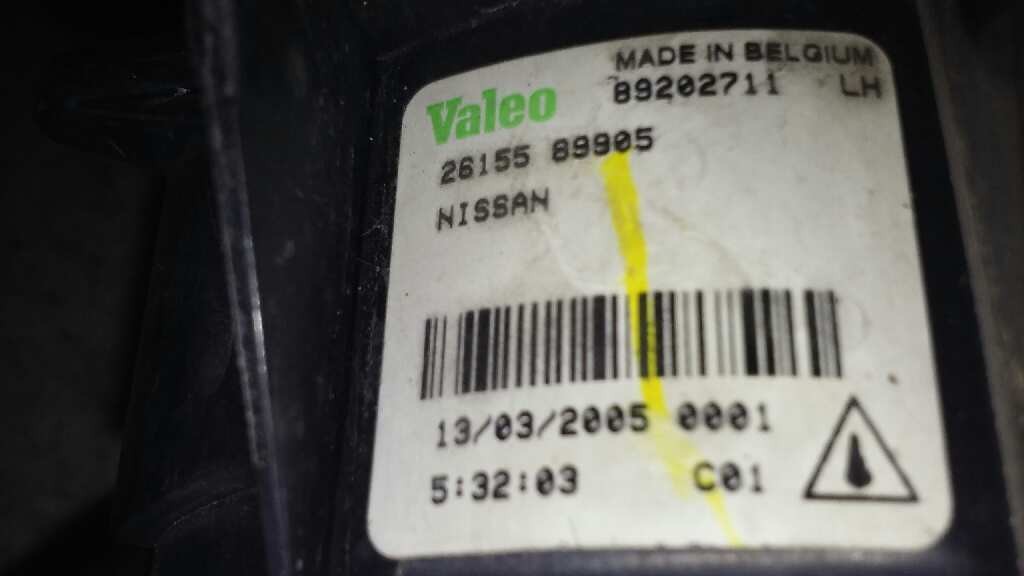 MADE IN BELGIUM
Valeo 89202711 LH
26155 89905
NISSAN
13/03/2005 0001
5:32:03 C01